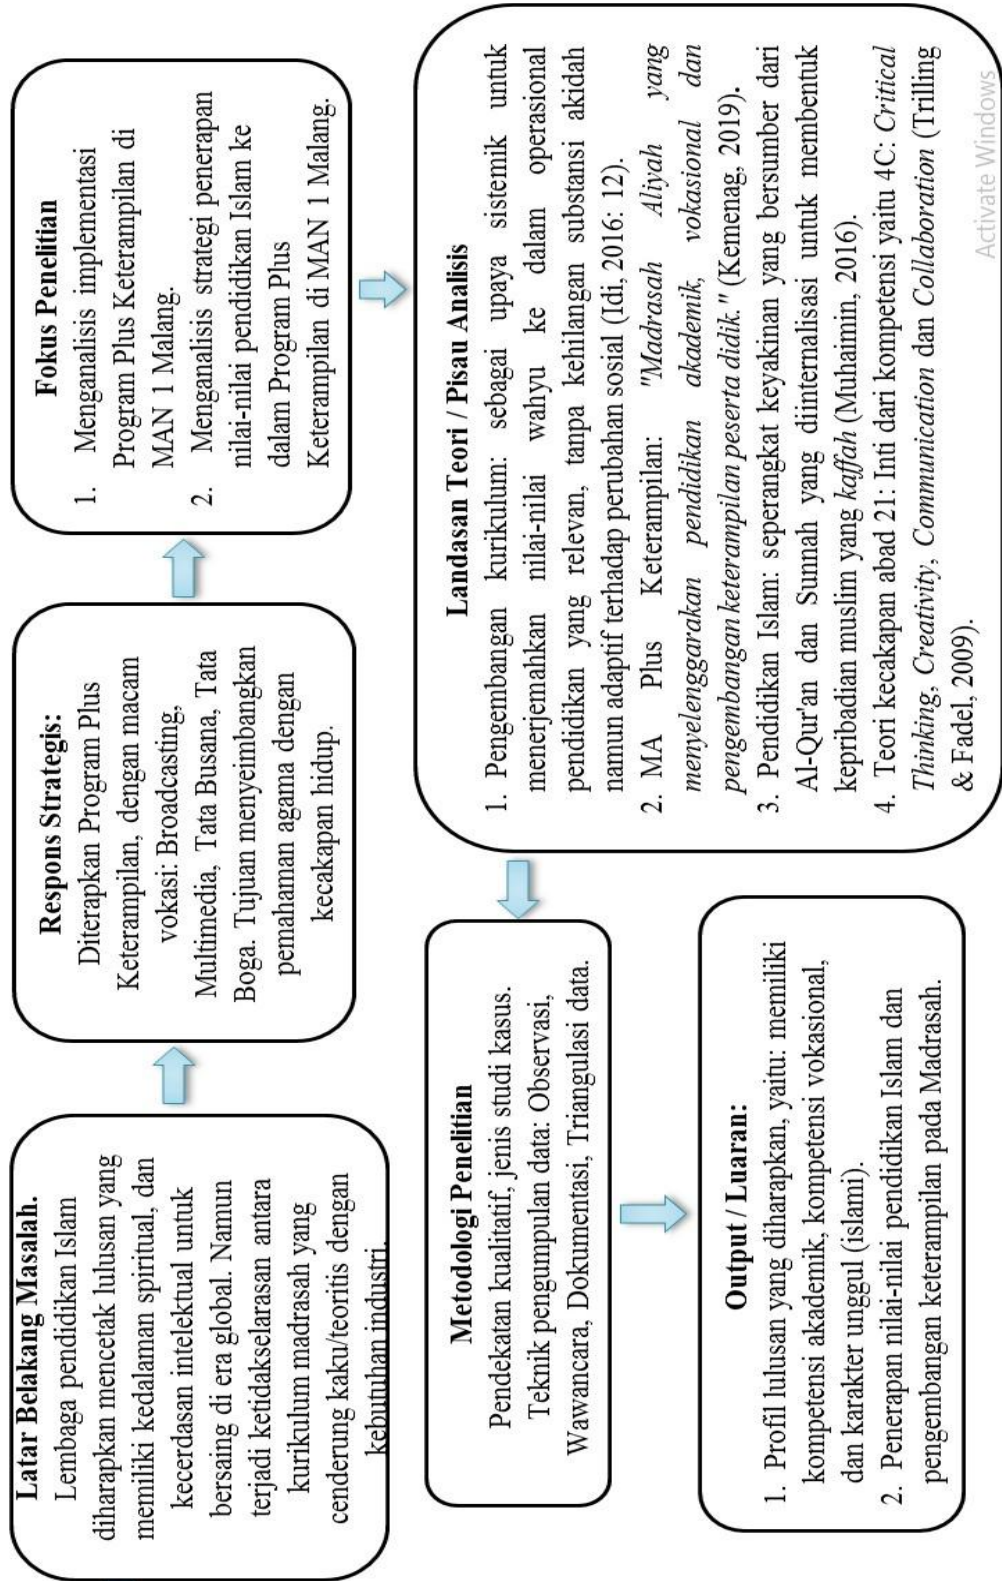 Latar Belakang Masalah.
Lembaga pendidikan Islam
diharapkan mencetak lulusan yang
memiliki kedalaman spiritual, dan
kecerdasan intelektual untuk
bersaing di era global. Namun
terjadi ketidakselarasan antara
kurikulum madrasah yang
cenderung kaku/teoritis dengan
kebutuhan industri.
Respons Strategis:
Diterapkan Program Plus
Keterampilan, dengan macam
vokasi: Broadcasting,
Multimedia, Tata Busana, Tata
Boga. Tujuan menyeimbangkan
pemahaman agama dengan
kecakapan hidup.
Fokus Penelitian
1. Menganalisis implementasi
Program Plus Keterampilan di
MAN 1 Malang.
2. Menganalisis strategi penerapan
nilai-nilai pendidikan Islam ke
dalam Program Plus
Keterampilan di MAN 1 Malang.
Landasan Teori / Pisau Analisis
1. Pengembangan kurikulum: sebagai upaya sistemik untuk
menerjemahkan nilai-nilai wahyu ke dalam operasional
pendidikan yang relevan, tanpa kehilangan substansi akidah
namun adaptif terhadap perubahan sosial (Idi, 2016: 12).
2. MA Plus Keterampilan: "Madrasah Aliyah yang
menyelenggarakan pendidikan akademik, vokasional dan
pengembangan keterampilan peserta didik." (Kemenag, 2019).
3. Pendidikan Islam: seperangkat keyakinan yang bersumber dari
Al-Qur'an dan Sunnah yang diinternalisasi untuk membentuk
kepribadian muslim yang kaffah (Muhaimin, 2016).
4. Teori kecakapan abad 21: Inti dari kompetensi yaitu 4C: Critical
Thinking, Creativity, Communication dan Collaboration (Trilling
& Fadel, 2009).
Metodologi Penelitian
Pendekatan kualitatif, jenis studi kasus.
Teknik pengumpulan data: Observasi,
Wawancara, Dokumentasi, Triangulasi data.
Output / Luaran:
1. Profil lulusan yang diharapkan, yaitu: memiliki
kompetensi akademik, kompetensi vokasional,
dan karakter unggul (islami).
2. Penerapan nilai-nilai pendidikan Islam dan
pengembangan keterampilan pada Madrasah.
Activate Windows